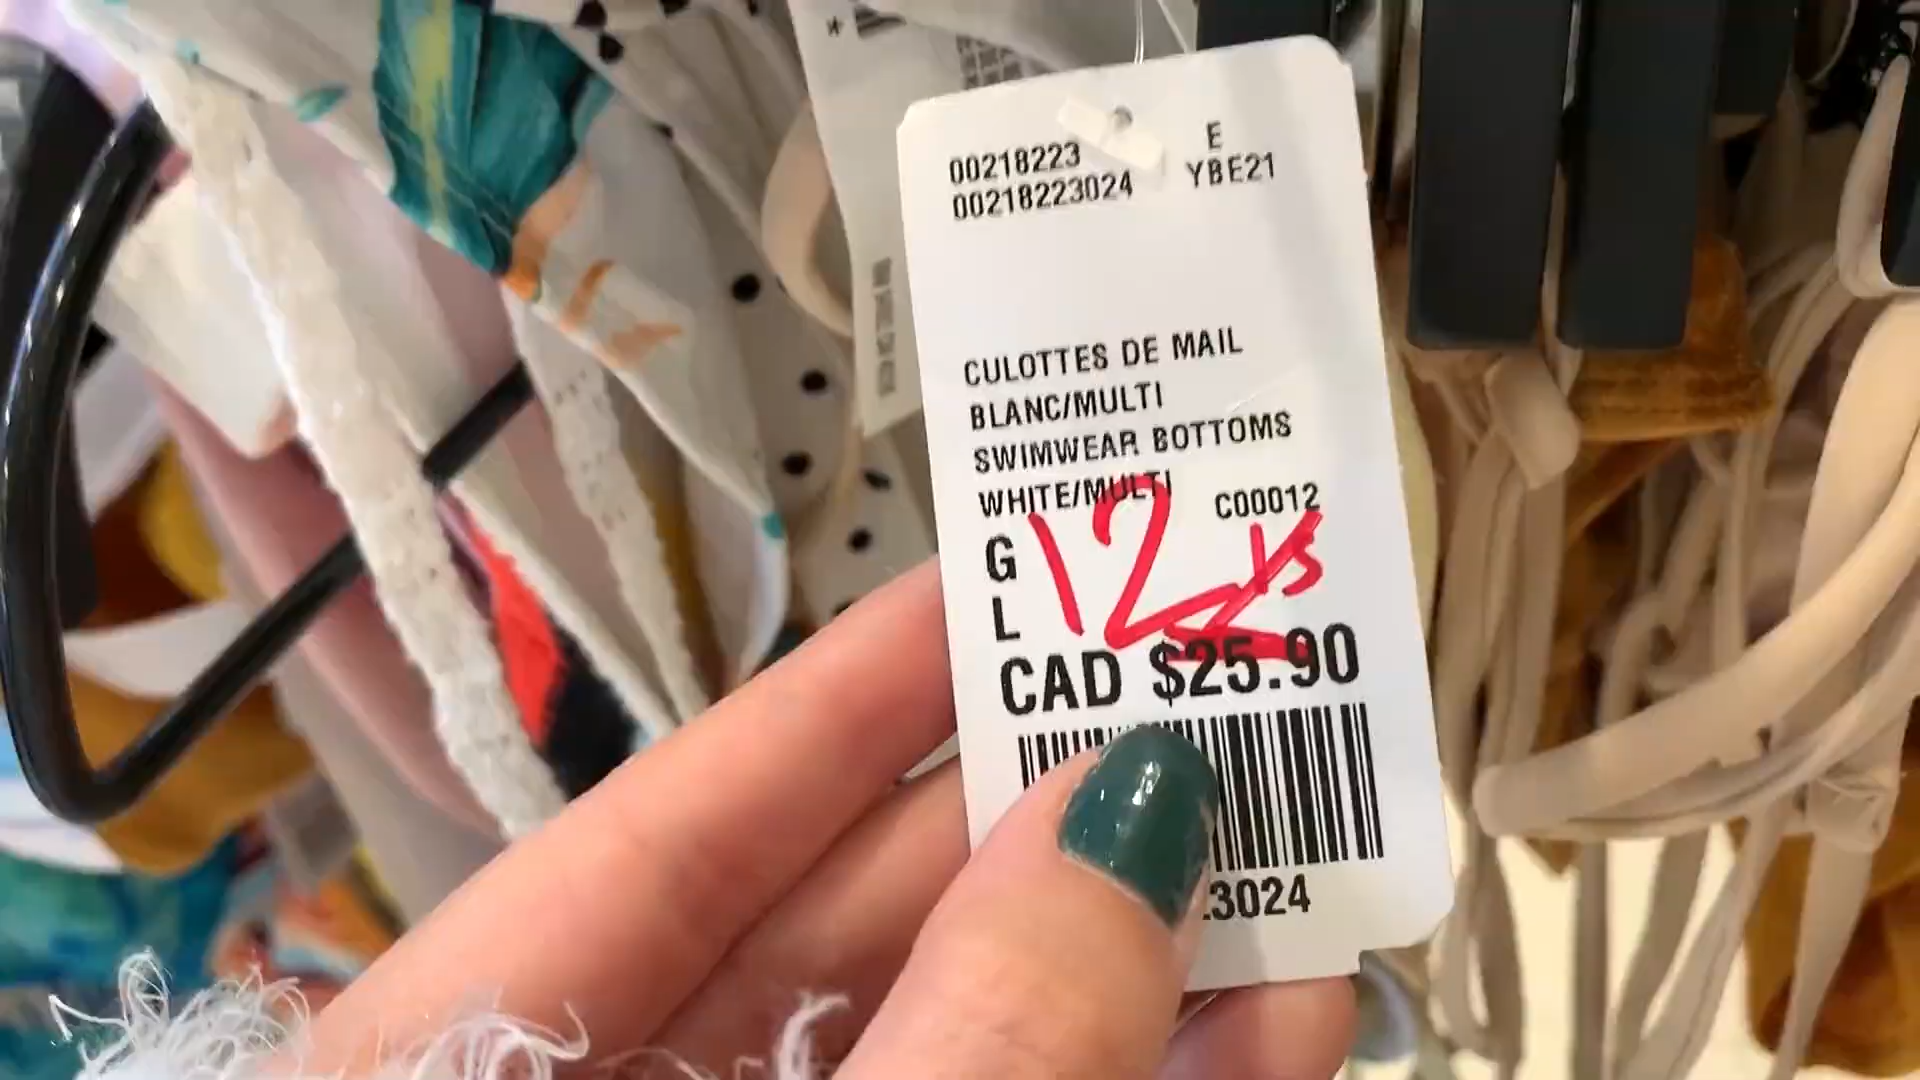 00218223 E
00218223024 YBE21
CULOTTES DE MAIL
BLANC/MULTI
SWIMWEAR BOTTOMS
WHITE/MULTI C00012
G
L
12
CAD $25.90
3024